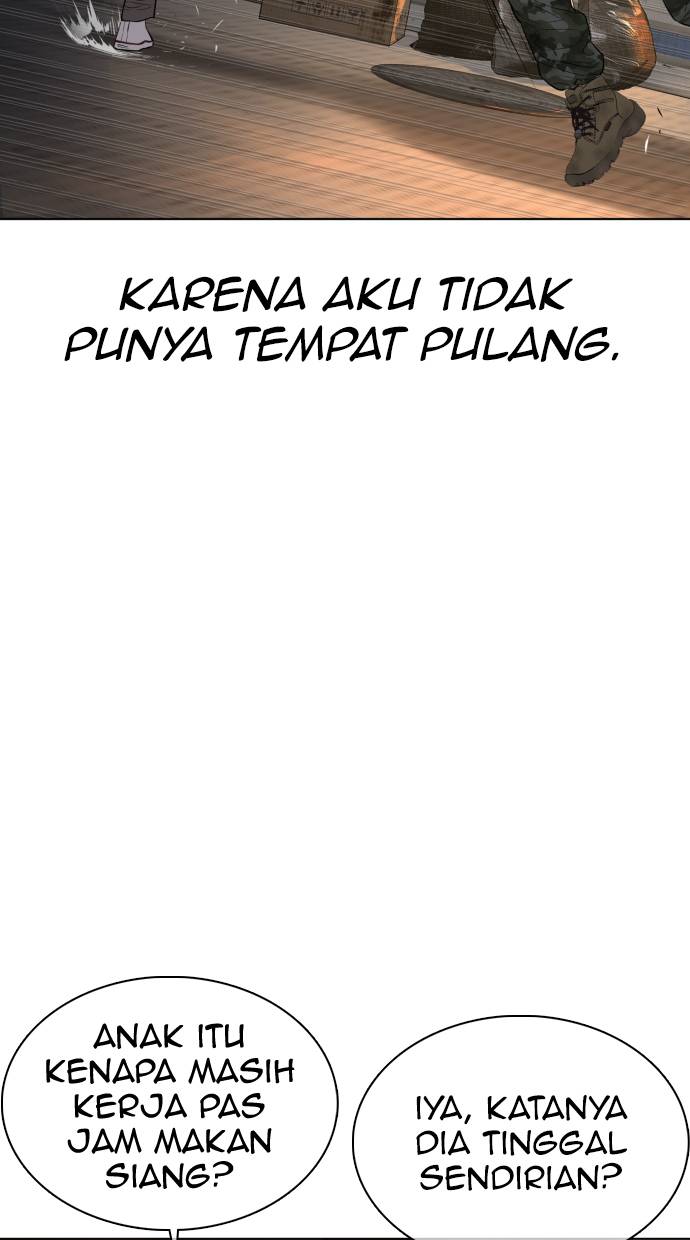 KARENA AKU TIDAK
PUNYA TEMPAT PULANG.
ANAK ITU
KENAPA MASIH
KERJA PAS
JAM MAKAN
SIANG?
IYA, KATANYA
DIA TINGGAL
SENDIRIAN?